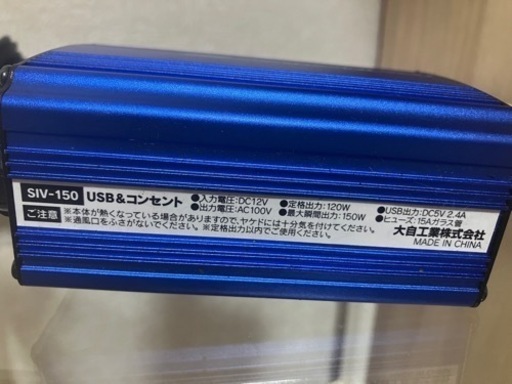 SIV-150 USB&コンセント
●入力電圧:DC12V ●定格出力:120W ●USB出力:DC5V 2.4A
●出力電圧:AC100V ●最大瞬間出力:150W ●ヒューズ:15Aガラス管
ご注意 ※本体が熱くなっている場合がありますので、ヤケドには十分気を付けてください。
※通風口をふさがないでください。※定格出力以内でご使用ください。
大自工業株式会社
MADE IN CHINA